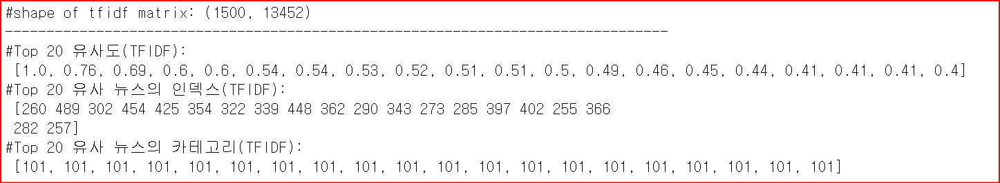 #shape of tfidf matrix: (1500, 13452)
--------------------------------------------------------------------------------
#Top 20 유사도(TFIDF):
[1.0, 0.76, 0.69, 0.6, 0.6, 0.54, 0.54, 0.53, 0.52, 0.51, 0.51, 0.5, 0.49, 0.46, 0.45, 0.44, 0.41, 0.41, 0.41, 0.4]
#Top 20 유사 뉴스의 인덱스(TFIDF):
[260 489 302 454 425 354 322 339 448 362 290 343 273 285 397 402 255 366
282 257]
#Top 20 유사 뉴스의 카테고리(TFIDF):
[101, 101, 101, 101, 101, 101, 101, 101, 101, 101, 101, 101, 101, 101, 101, 101, 101, 101, 101, 101]